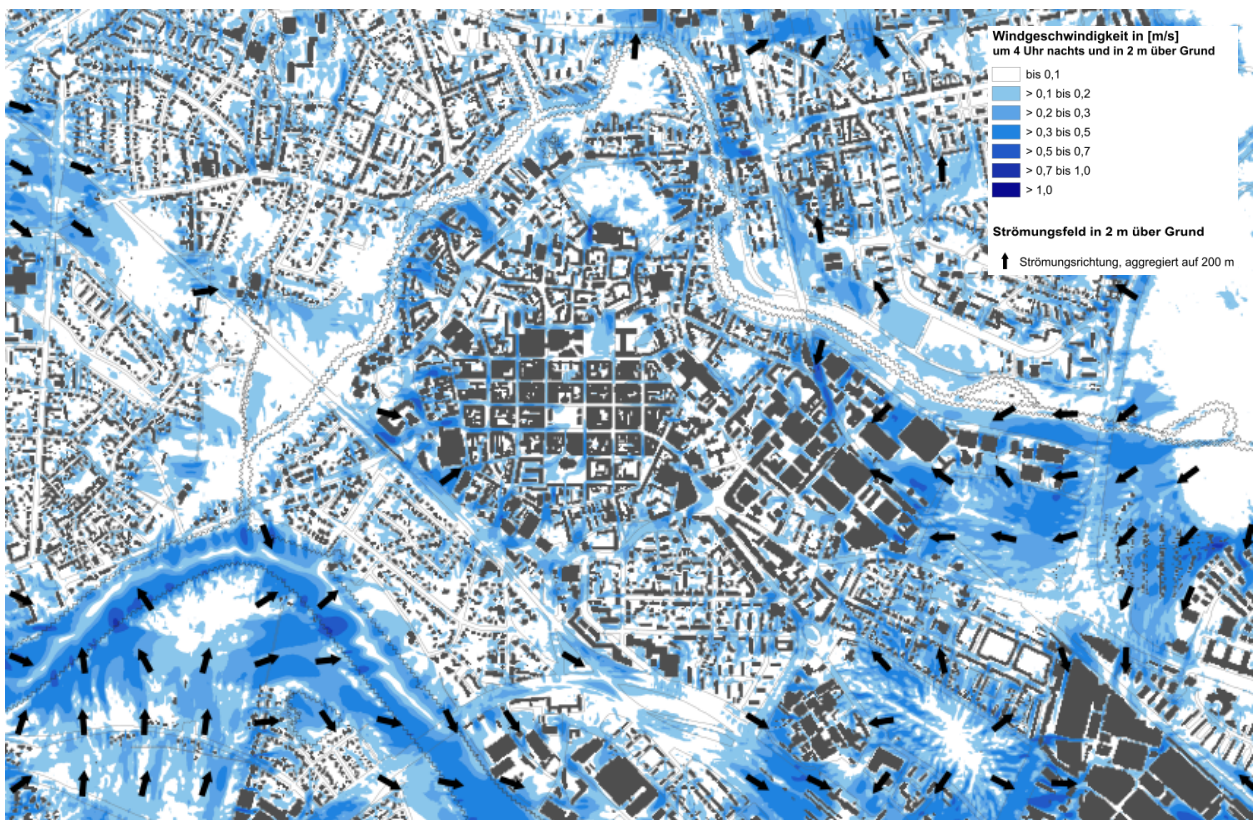 Windgeschwindigkeit in [m/s]
um 4 Uhr nachts und in 2 m über Grund
bis 0,1
> 0,1 bis 0,2
> 0,2 bis 0,3
> 0,3 bis 0,5
> 0,5 bis 0,7
> 0,7 bis 1,0
> 1,0
Strömungsfeld in 2 m über Grund
Strömungsrichtung, aggregiert auf 200 m